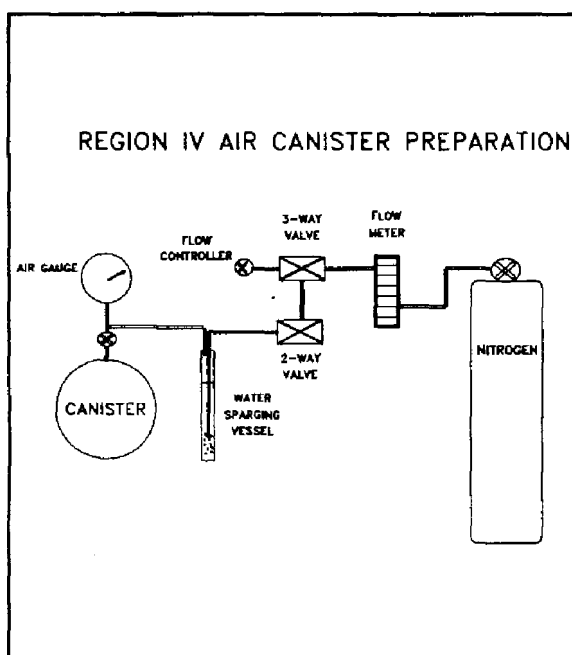 REGION IV AIR CANISTER PREPARATION
3-WAY
VALVE
FLOW
METER
FLOW
CONTROLLER
AIR GAUGE
NITROGEN
2-WAY
VALVE
CANISTER
WATER
SPARGING
VESSEL